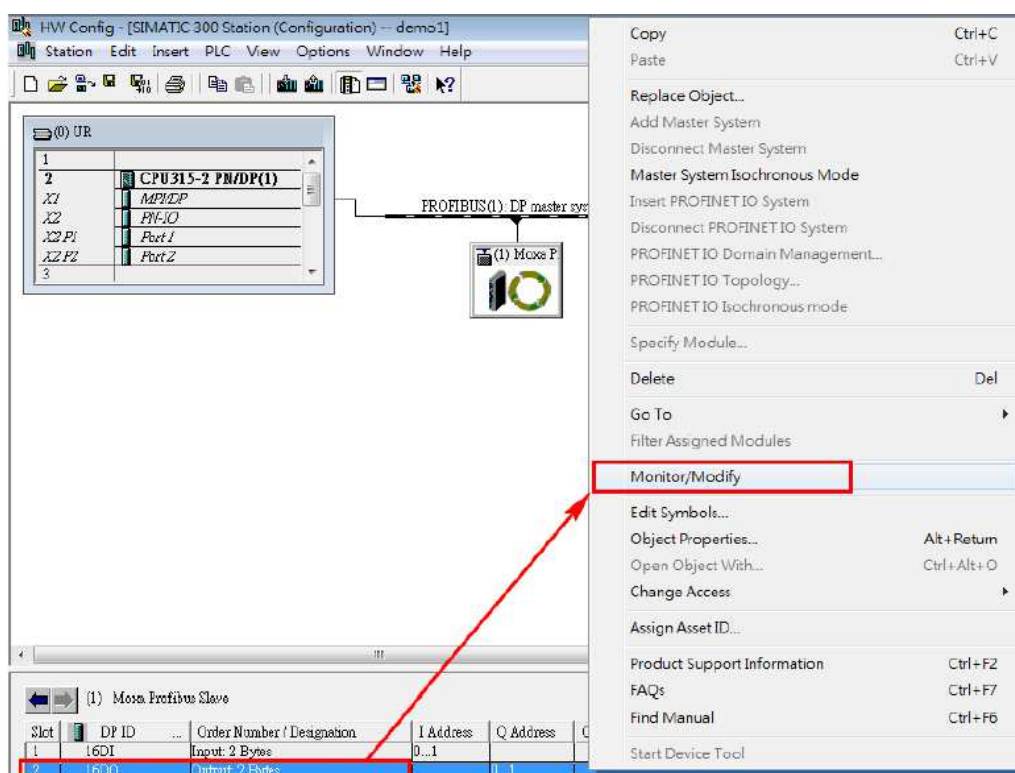 HW Config - [SIMATIC 300 Station (Configuration) -- demo1]
Station Edit Insert PLC View Options Window Help
(0) UR
1
2 CPU315-2 PN/DP(1)
X1 MPI/DP
X2 PN-IO
X2 P1 Port 1
X2 P2 Port 2
3
PROFIBUS(1): DP master sys
(1) Moxa P
Copy Ctrl+C
Paste Ctrl+V
Replace Object...
Add Master System
Disconnect Master System
Master System Isochronous Mode
Insert PROFINET IO System
Disconnect PROFINET IO System
PROFINET IO Domain Management...
PROFINET IO Topology...
PROFINET IO Isochronous mode
Specify Module...
Delete Del
Go To
Filter Assigned Modules
Monitor/Modify
Edit Symbols...
Object Properties... Alt+Return
Open Object With... Ctrl+Alt+O
Change Access
Assign Asset ID...
Product Support Information Ctrl+F2
FAQs Ctrl+F7
Find Manual Ctrl+F6
Start Device Tool
(1) Moxa Profibus Slave
Slot DP ID ... Order Number / Designation I Address Q Address C
1 16DI Input: 2 Bytes 0...1
2 16DO Output: 2 Bytes 0...1